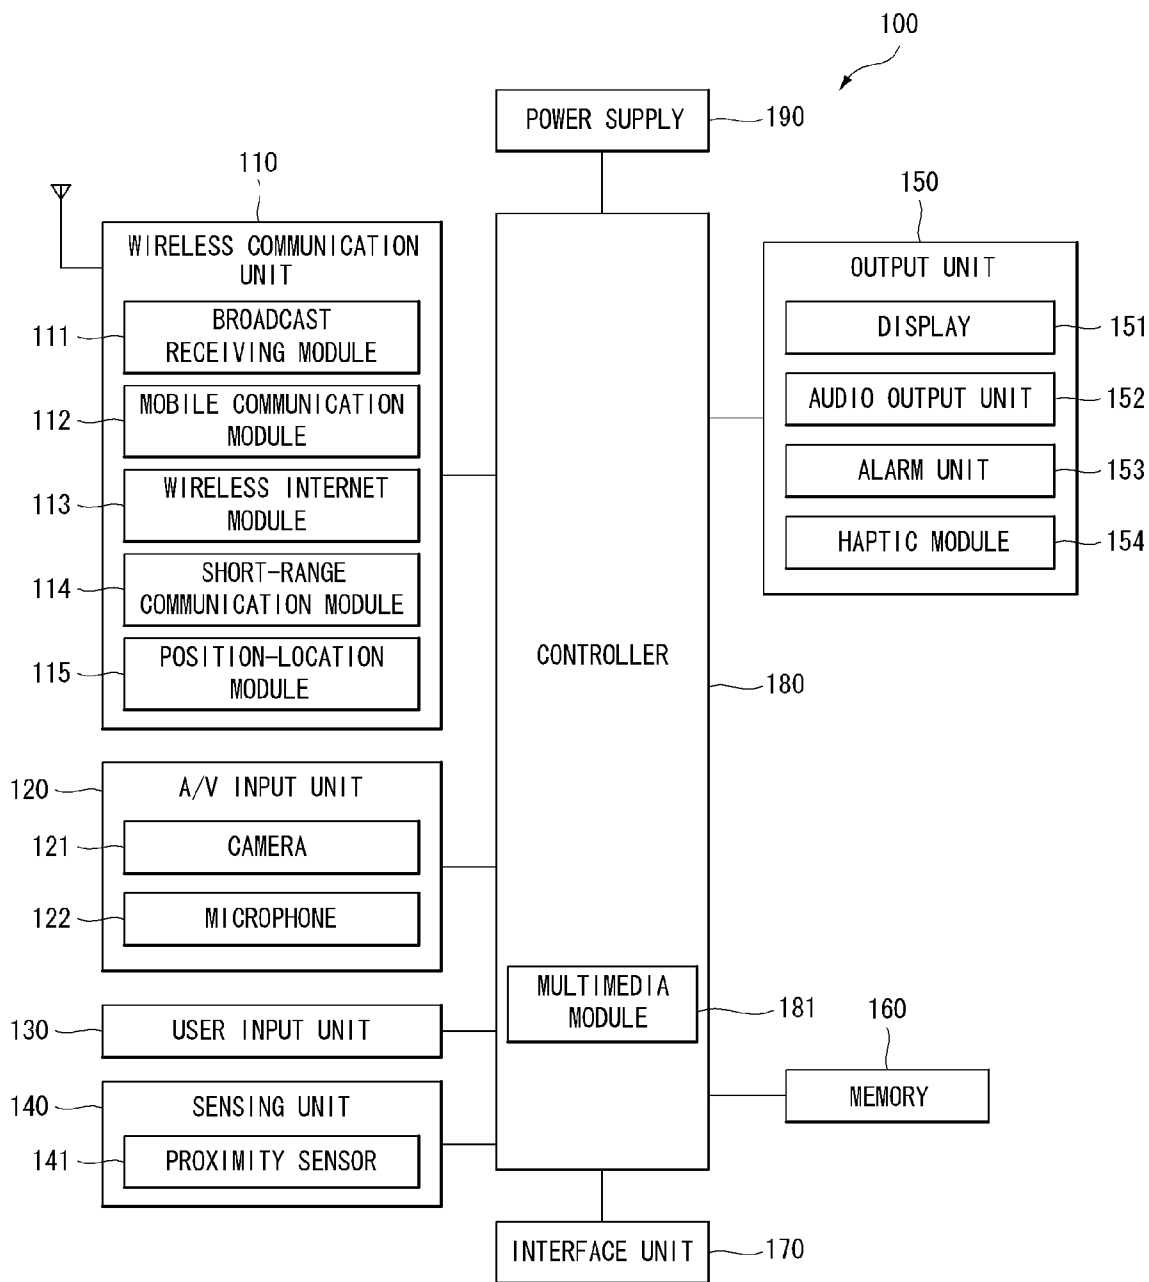 100
POWER SUPPLY
190
110
WIRELESS COMMUNICATION
UNIT
111
BROADCAST
RECEIVING MODULE
112
MOBILE COMMUNICATION
MODULE
113
WIRELESS INTERNET
MODULE
114
SHORT-RANGE
COMMUNICATION MODULE
115
POSITION-LOCATION
MODULE
120
A/V INPUT UNIT
121
CAMERA
122
MICROPHONE
130
USER INPUT UNIT
140
SENSING UNIT
141
PROXIMITY SENSOR
CONTROLLER
180
MULTIMEDIA
MODULE
181
150
OUTPUT UNIT
DISPLAY
151
AUDIO OUTPUT UNIT
152
ALARM UNIT
153
HAPTIC MODULE
154
160
MEMORY
INTERFACE UNIT
170